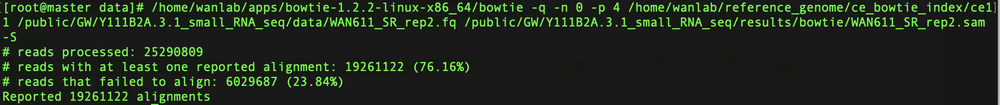 [root@master data]# /home/wanlab/apps/bowtie-1.2.2-linux-x86_64/bowtie -q -n 0 -p 4 /home/wanlab/reference_genome/ce_bowtie_index/ce1]
1 /public/GW/Y111B2A.3.1_small_RNA_seq/data/WAN611_SR_rep2.fq /public/GW/Y111B2A.3.1_small_RNA_seq/results/bowtie/WAN611_SR_rep2.sam
-S
# reads processed: 25290809
# reads with at least one reported alignment: 19261122 (76.16%)
# reads that failed to align: 6029687 (23.84%)
Reported 19261122 alignments